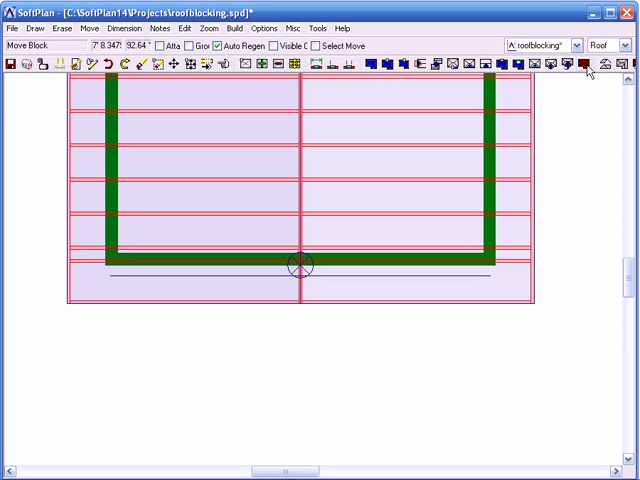 SoftPlan - [C:\SoftPlan14\Projects\roofblocking.spd]*
File Draw Erase Move Dimension Notes Edit Zoom Build Options Misc Tools Help
Move Block 7' 8.347 92.64 ° Atta Gro Auto Regen Visible Select Move roofblocking* Roof